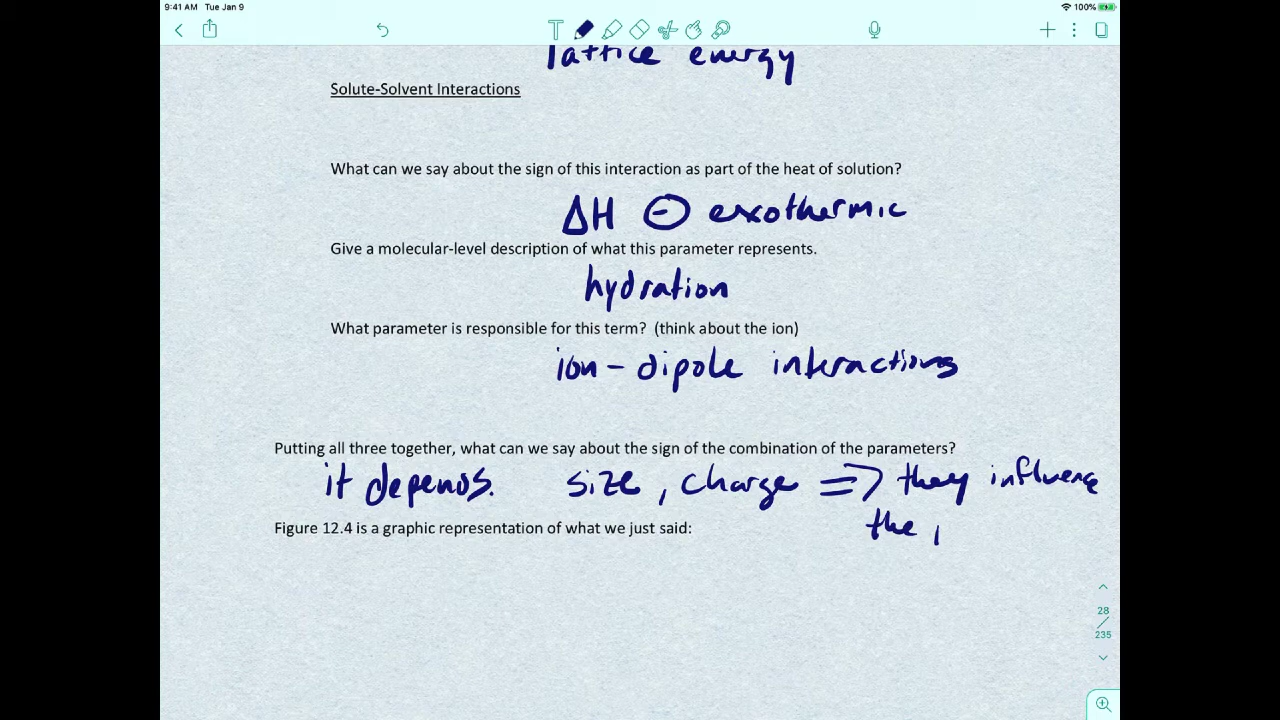 9:41 AM Tue Jan 9
100%
T
lattice energy
Solute-Solvent Interactions
What can we say about the sign of this interaction as part of the heat of solution?
ΔH ⊖ exothermic
Give a molecular-level description of what this parameter represents.
hydration
What parameter is responsible for this term? (think about the ion)
ion - dipole interactions
Putting all three together, what can we say about the sign of the combination of the parameters?
it depends. size, charge => they influence
the
Figure 12.4 is a graphic representation of what we just said:
28
/
235